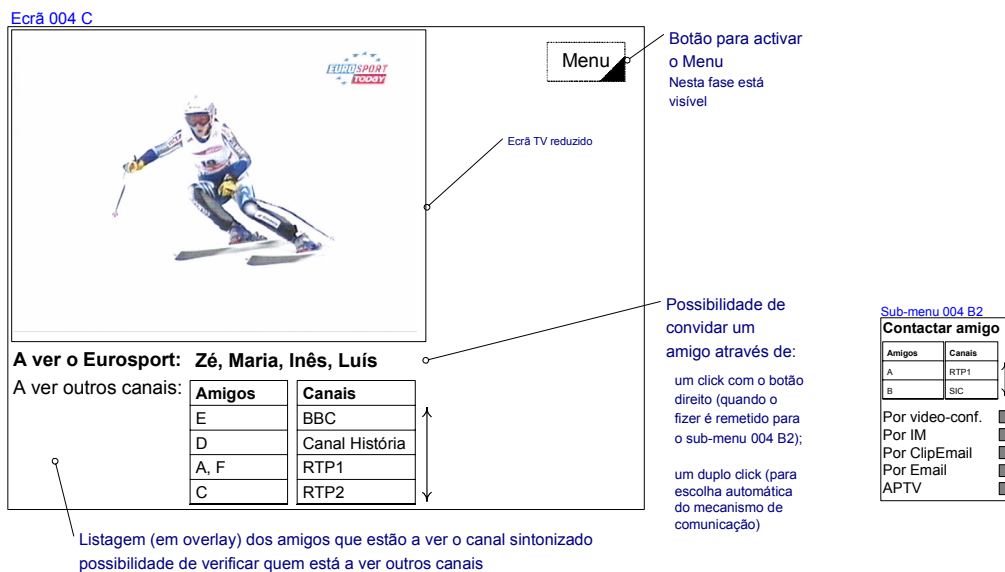 Ecrã 004 C
EUROSPORT
TODAY
Menu
Botão para activar
o Menu
Nesta fase está
visível
Ecrã TV reduzido
A ver o Eurosport: Zé, Maria, Inês, Luís
A ver outros canais:
Amigos Canais
E BBC
D Canal História
A, F RTP1
C RTP2
Possibilidade de
convidar um
amigo através de:
um click com o botão
direito (quando o
fizer é remetido para
o sub-menu 004 B2);
um duplo click (para
escolha automática
do mecanismo de
comunicação)
Sub-menu 004 B2
Contactar amigo
Amigos Canais
A RTP1
B SIC
Por video-conf.
Por IM
Por ClipEmail
Por Email
APTV
Listagem (em overlay) dos amigos que estão a ver o canal sintonizado
possibilidade de verificar quem está a ver outros canais